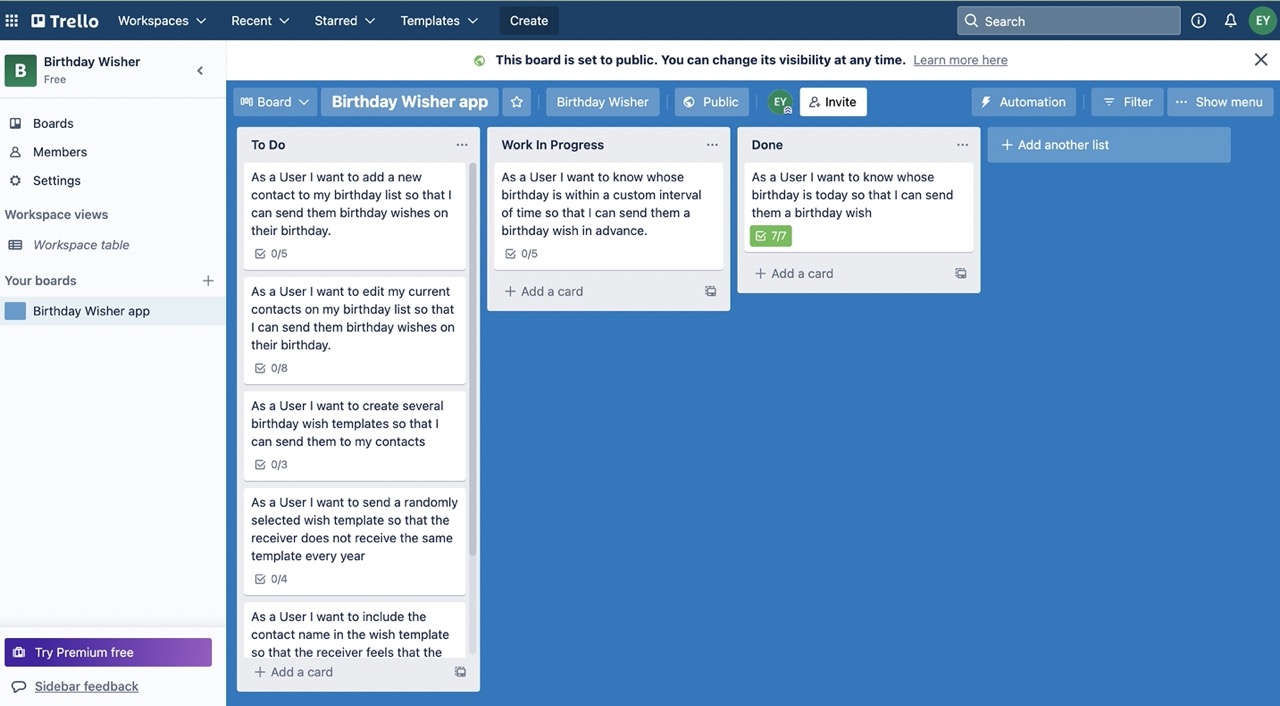 Trello Workspaces Recent Starred Templates Create Search EY
B Birthday Wisher
Free
This board is set to public. You can change its visibility at any time. Learn more here
Board Birthday Wisher app Birthday Wisher Public EY Invite Automation Filter Show menu
Boards
Members
Settings
Workspace views
Workspace table
Your boards
Birthday Wisher app
Try Premium free
Sidebar feedback
To Do
As a User I want to add a new
contact to my birthday list so that I
can send them birthday wishes on
their birthday.
0/5
As a User I want to edit my current
contacts on my birthday list so that
I can send them birthday wishes on
their birthday.
0/8
As a User I want to create several
birthday wish templates so that I
can send them to my contacts
0/3
As a User I want to send a randomly
selected wish template so that the
receiver does not receive the same
template every year
0/4
As a User I want to include the
contact name in the wish template
so that the receiver feels that the
+ Add a card
Work In Progress
As a User I want to know whose
birthday is within a custom interval
of time so that I can send them a
birthday wish in advance.
0/5
+ Add a card
Done
As a User I want to know whose
birthday is today so that I can send
them a birthday wish
7/7
+ Add a card
+ Add another list